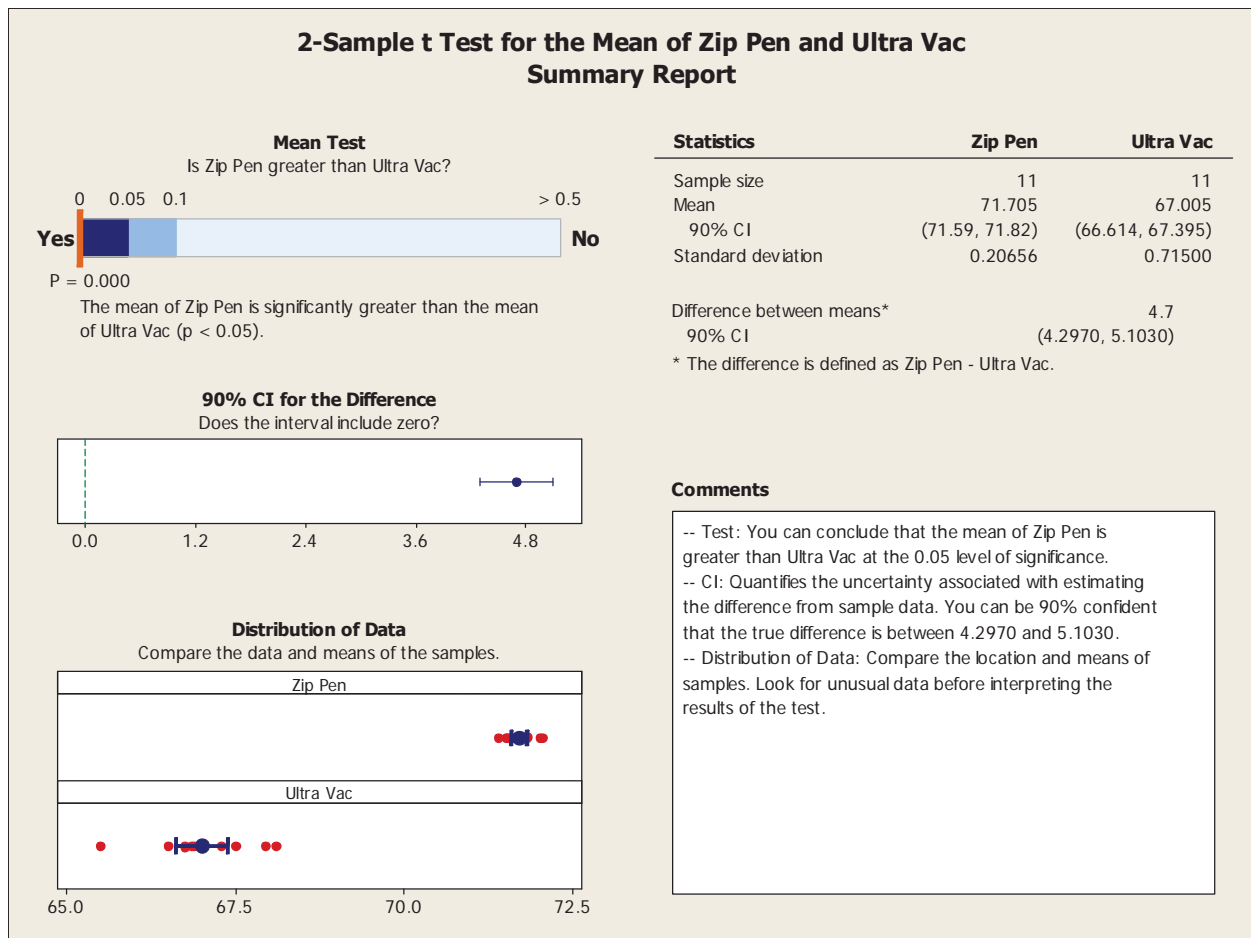 2-Sample t Test for the Mean of Zip Pen and Ultra Vac
Summary Report
Mean Test
Is Zip Pen greater than Ultra Vac?
0 0.05 0.1 > 0.5
Yes No
P = 0.000
The mean of Zip Pen is significantly greater than the mean
of Ultra Vac (p < 0.05).
90% CI for the Difference
Does the interval include zero?
0.0 1.2 2.4 3.6 4.8
Distribution of Data
Compare the data and means of the samples.
Zip Pen
Ultra Vac
65.0 67.5 70.0 72.5
Statistics Zip Pen Ultra Vac
Sample size 11 11
Mean 71.705 67.005
90% CI (71.59, 71.82) (66.614, 67.395)
Standard deviation 0.20656 0.71500
Difference between means* 4.7
90% CI (4.2970, 5.1030)
* The difference is defined as Zip Pen - Ultra Vac.
Comments
-- Test: You can conclude that the mean of Zip Pen is
greater than Ultra Vac at the 0.05 level of significance.
-- CI: Quantifies the uncertainty associated with estimating
the difference from sample data. You can be 90% confident
that the true difference is between 4.2970 and 5.1030.
-- Distribution of Data: Compare the location and means of
samples. Look for unusual data before interpreting the
results of the test.